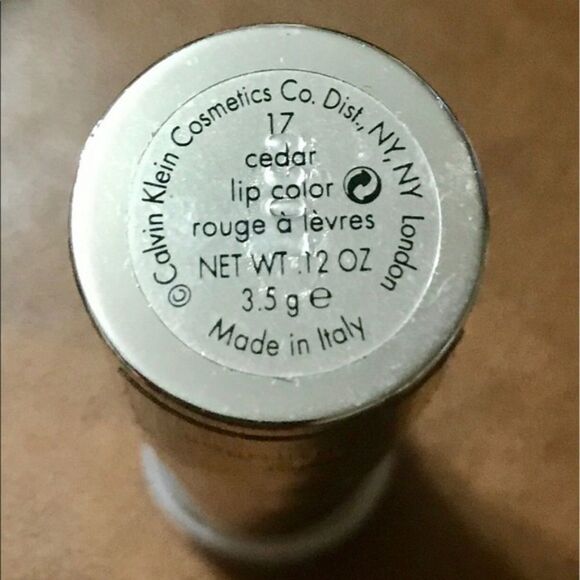 ©Calvin Klein Cosmetics Co. Dist., NY, NY London
17
cedar
lip color
rouge à lèvres
NET WT .12 OZ
3.5 g ℮
Made in Italy